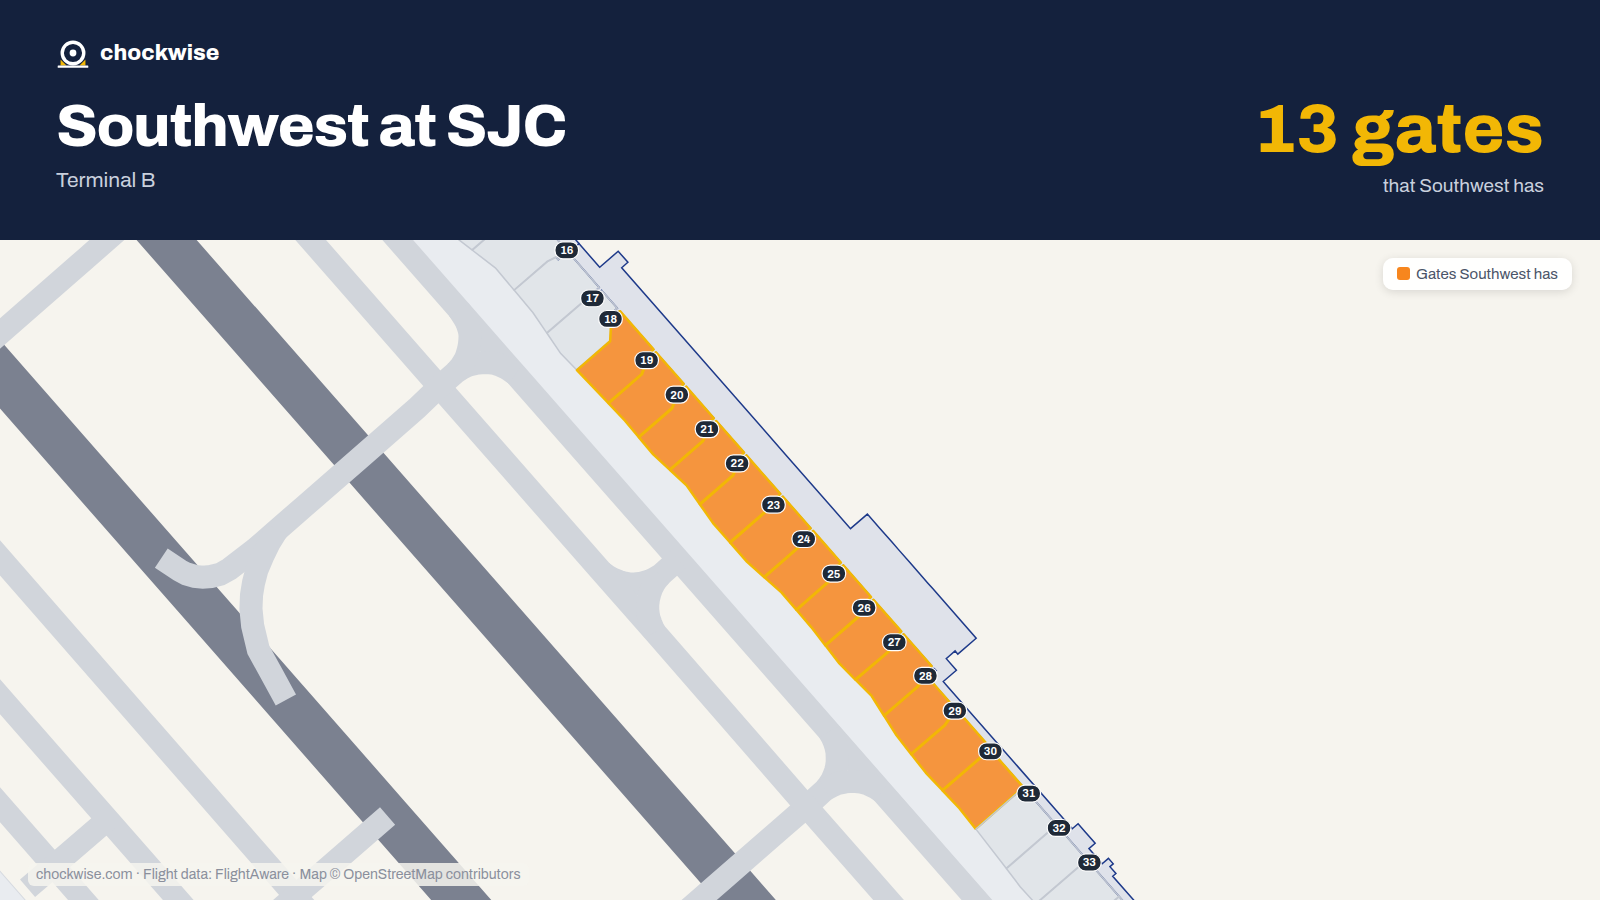 chockwise
Southwest at SJC
Terminal B
13 gates
that Southwest has
Gates Southwest has
16
17
18
19
20
21
22
23
24
25
26
27
28
29
30
31
32
33
chockwise.com · Flight data: FlightAware · Map © OpenStreetMap contributors